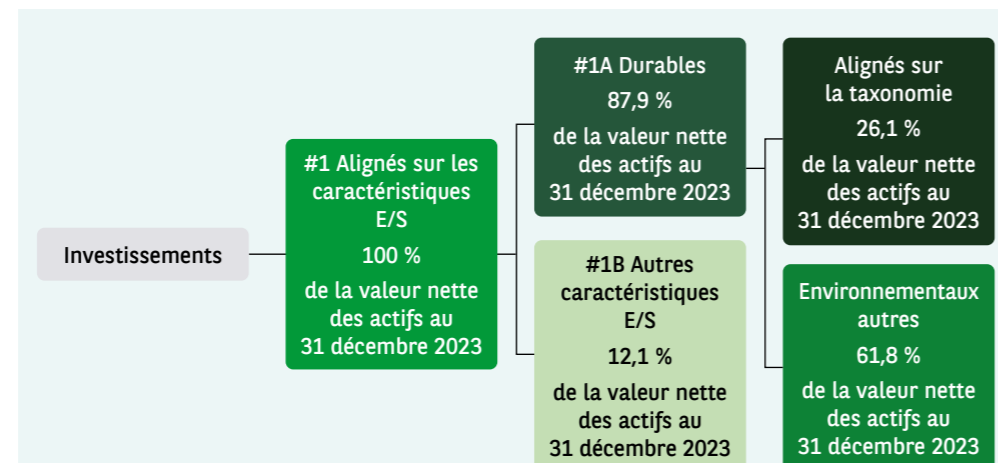 Investissements
#1 Alignés sur les
caractéristiques
E/S
100 %
de la valeur nette
des actifs au
31 décembre 2023
#1A Durables
87,9 %
de la valeur nette
des actifs au
31 décembre 2023
#1B Autres
caractéristiques
E/S
12,1 %
de la valeur nette
des actifs au
31 décembre 2023
Alignés sur
la taxonomie
26,1 %
de la valeur nette
des actifs au
31 décembre 2023
Environnementaux
autres
61,8 %
de la valeur nette
des actifs au
31 décembre 2023